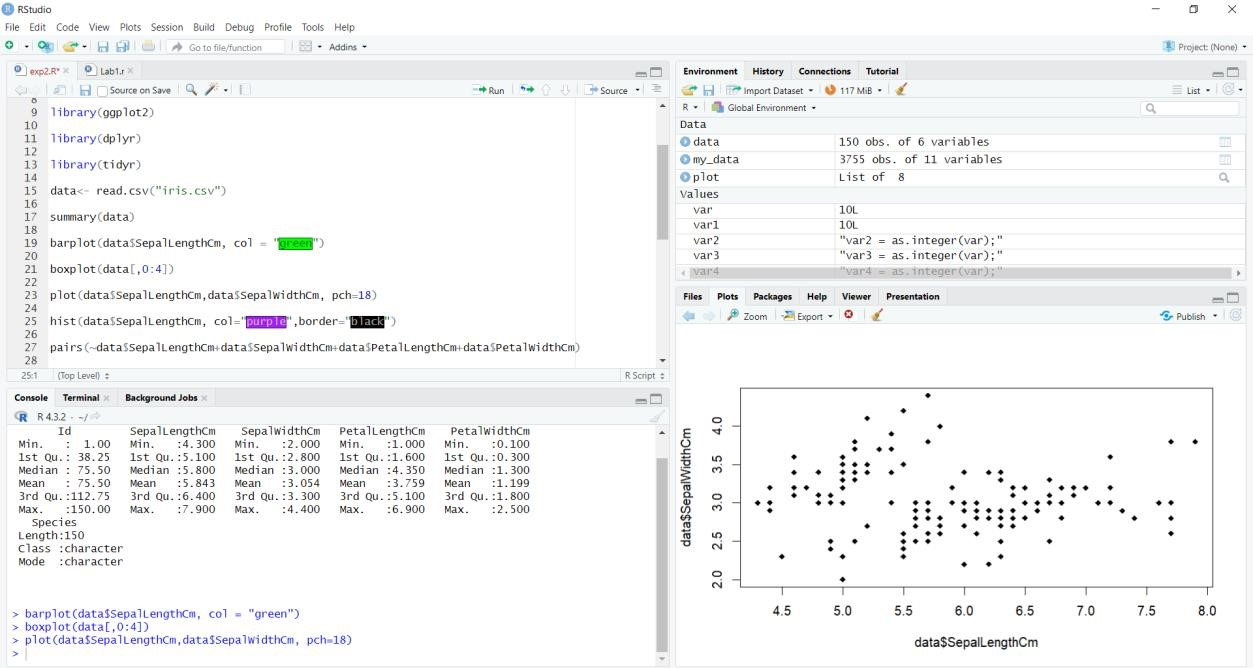 RStudio
File Edit Code View Plots Session Build Debug Profile Tools Help
Go to file/function Addins Project: (None)
exp2.R* Lab1.r
Source on Save Run Source
8
9 library(ggplot2)
10
11 library(dplyr)
12
13 library(tidyr)
14
15 data<- read.csv("iris.csv")
16
17 summary(data)
18
19 barplot(data$SepalLengthCm, col = "green")
20
21 boxplot(data[,0:4])
22
23 plot(data$SepalLengthCm,data$SepalWidthCm, pch=18)
24
25 hist(data$SepalLengthCm, col="purple",border="black")
26
27 pairs(~data$SepalLengthCm+data$SepalWidthCm+data$PetalLengthCm+data$PetalWidthCm)
28
25:1 (Top Level) R Script
Console Terminal Background Jobs
R 4.3.2 · ~/
Id SepalLengthCm SepalWidthCm PetalLengthCm PetalWidthCm
Min. : 1.00 Min. :4.300 Min. :2.000 Min. :1.000 Min. :0.100
1st Qu.: 38.25 1st Qu.:5.100 1st Qu.:2.800 1st Qu.:1.600 1st Qu.:0.300
Median : 75.50 Median :5.800 Median :3.000 Median :4.350 Median :1.300
Mean : 75.50 Mean :5.843 Mean :3.054 Mean :3.759 Mean :1.199
3rd Qu.:112.75 3rd Qu.:6.400 3rd Qu.:3.300 3rd Qu.:5.100 3rd Qu.:1.800
Max. :150.00 Max. :7.900 Max. :4.400 Max. :6.900 Max. :2.500
Species
Length:150
Class :character
Mode :character
> barplot(data$SepalLengthCm, col = "green")
> boxplot(data[,0:4])
> plot(data$SepalLengthCm,data$SepalWidthCm, pch=18)
>
Environment History Connections Tutorial
Import Dataset 117 MiB List
R Global Environment
Data
data 150 obs. of 6 variables
my_data 3755 obs. of 11 variables
plot List of 8
Values
var 10L
var1 10L
var2 "var2 = as.integer(var);"
var3 "var3 = as.integer(var);"
var4 "var4 = as.integer(var);"
Files Plots Packages Help Viewer Presentation
Zoom Export Publish
data$SepalWidthCm
4.0
3.5
3.0
2.5
2.0
4.5 5.0 5.5 6.0 6.5 7.0 7.5 8.0
data$SepalLengthCm